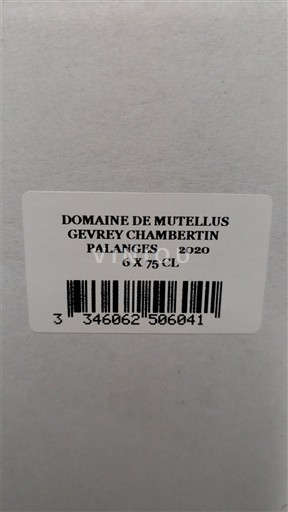 DOMAINE DE MUTELLUS
GEVREY CHAMBERTIN
PALANGES 2020
6 X 75 CL
3 346062 506041